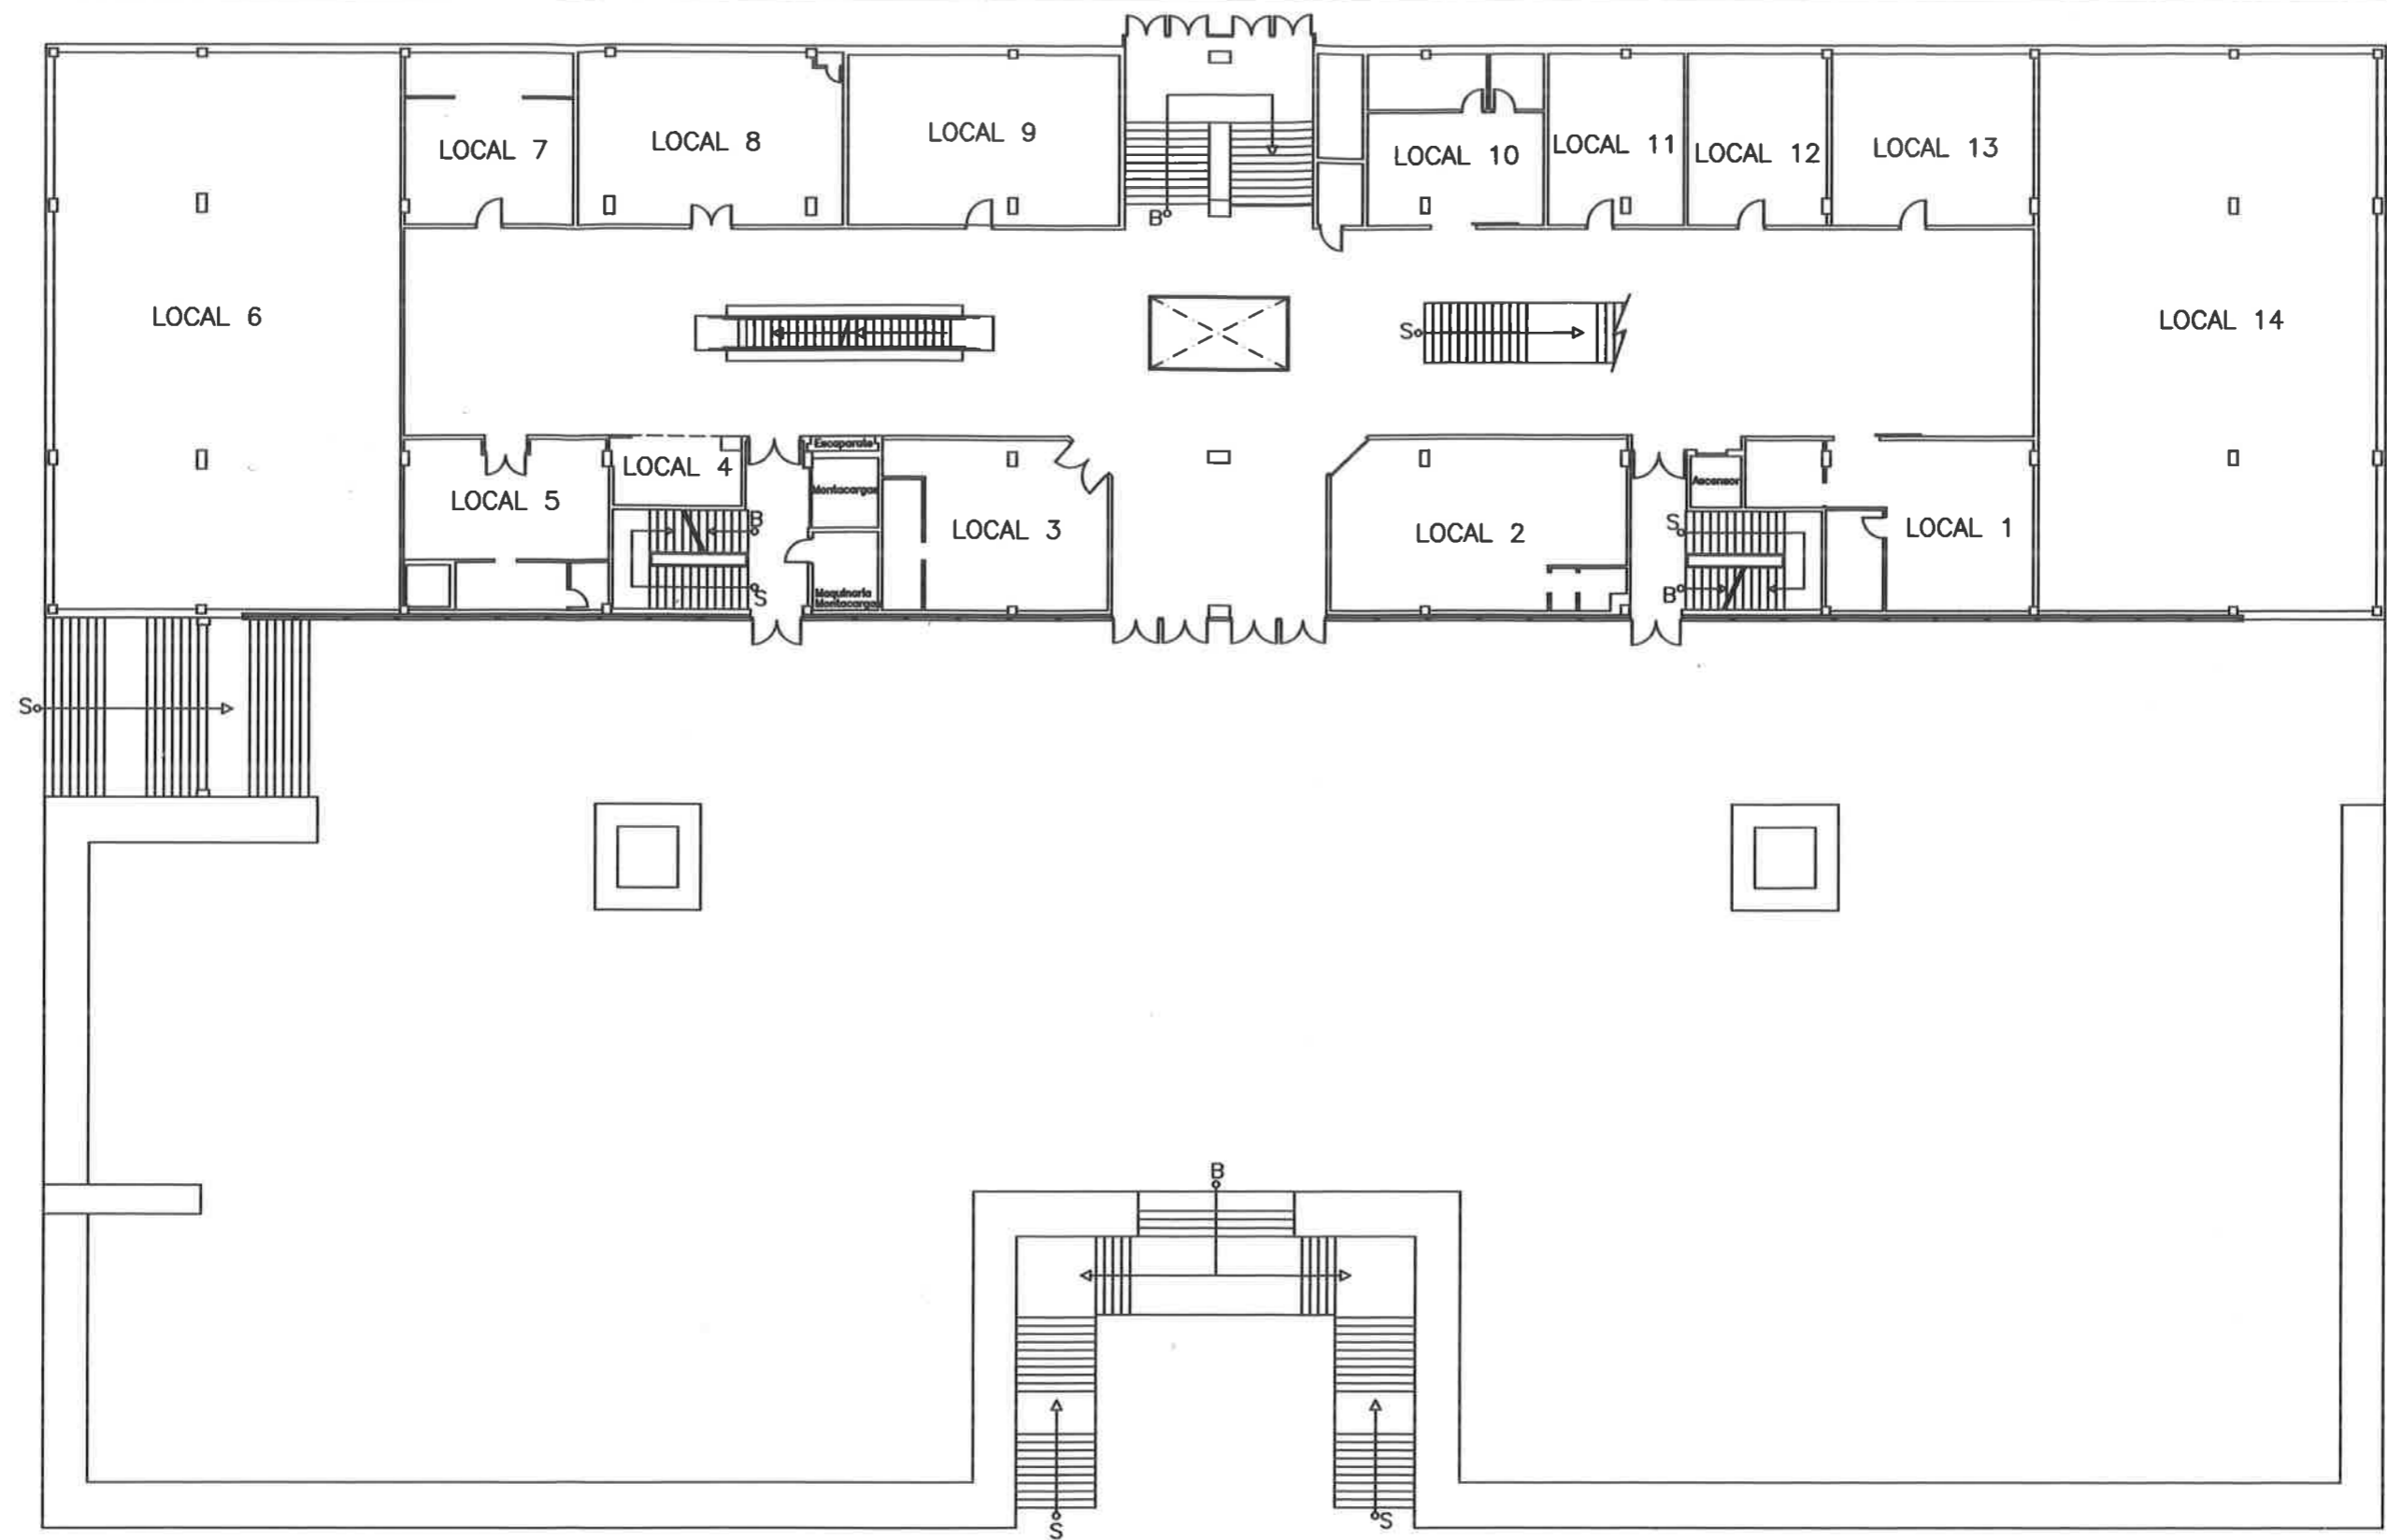 LOCAL 7
LOCAL 8
LOCAL 9
LOCAL 10
LOCAL 11
LOCAL 12
LOCAL 13
B
LOCAL 6
S
LOCAL 14
LOCAL 5
LOCAL 4
Escaparate
Montacargas
B
S
Maquinaria
Montacargas
LOCAL 3
LOCAL 2
Ascensor
S
B
LOCAL 1
S
B
S
S